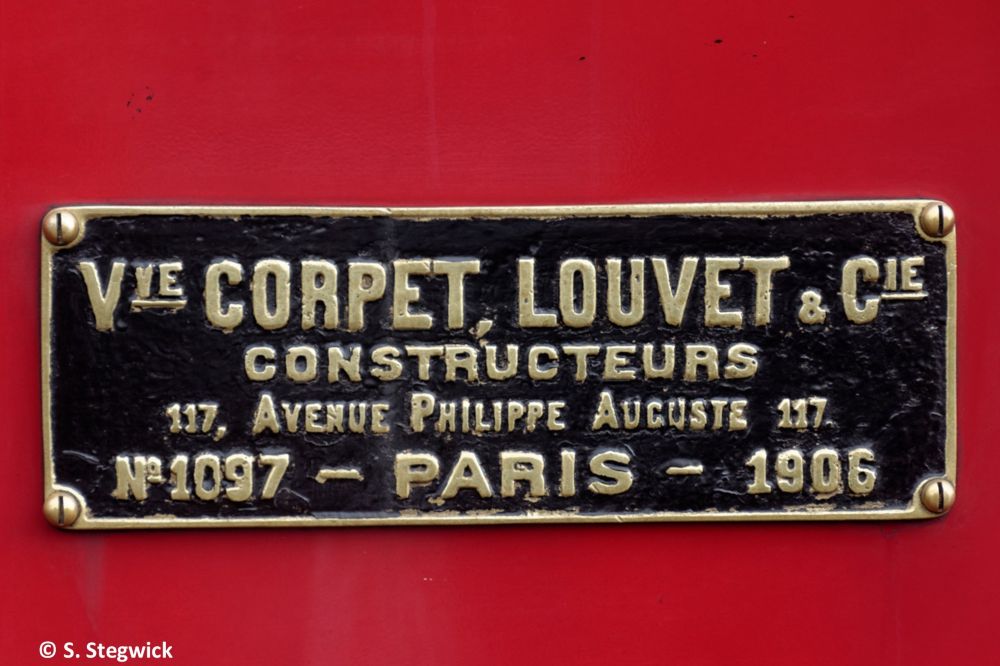 Vve CORPET, LOUVET & CIE
CONSTRUCTEURS
117, AVENUE PHILIPPE AUGUSTE 117.
No 1097 – PARIS – 1906
© S. Stegwick